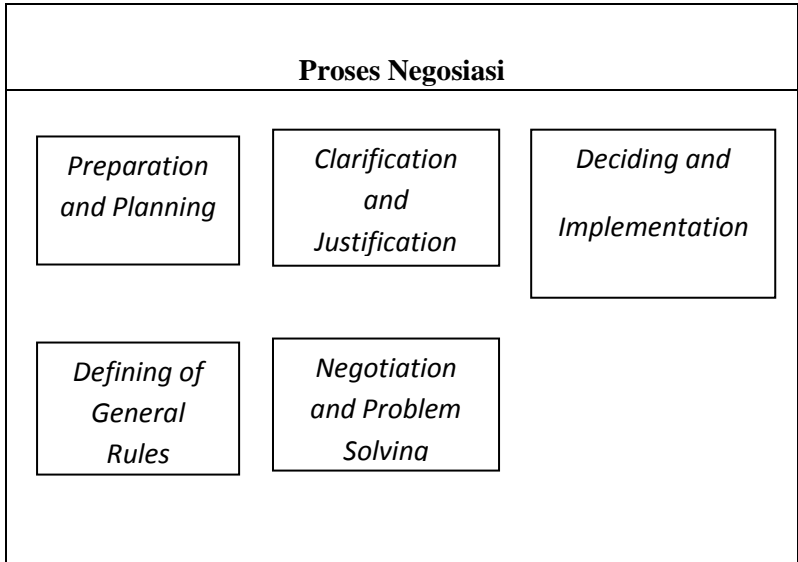 Proses Negosiasi
Preparation
and Planning
Clarification
and
Justification
Deciding and
Implementation
Defining of
General
Rules
Negotiation
and Problem
Solving